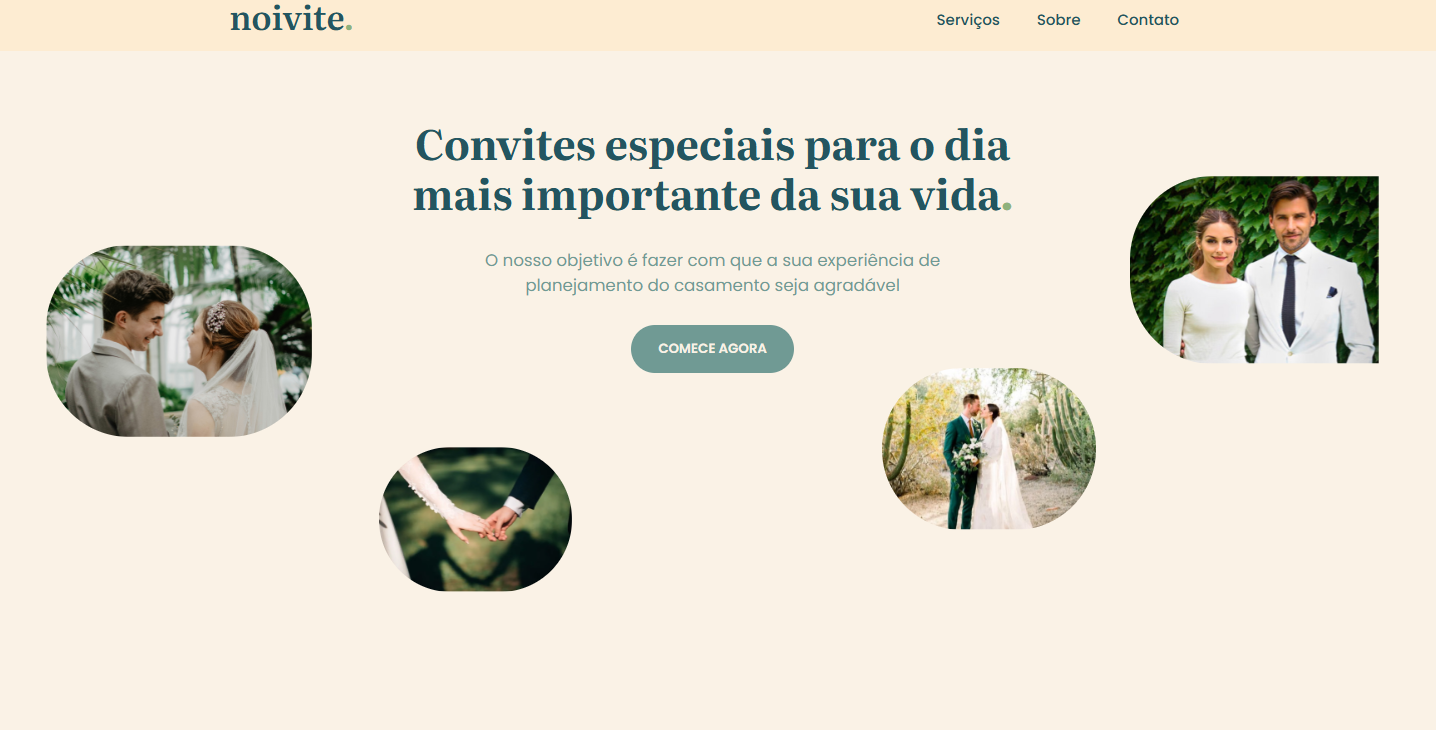 noivite.
Serviços Sobre Contato
Convites especiais para o dia
mais importante da sua vida.
O nosso objetivo é fazer com que a sua experiência de
planejamento do casamento seja agradável
COMECE AGORA